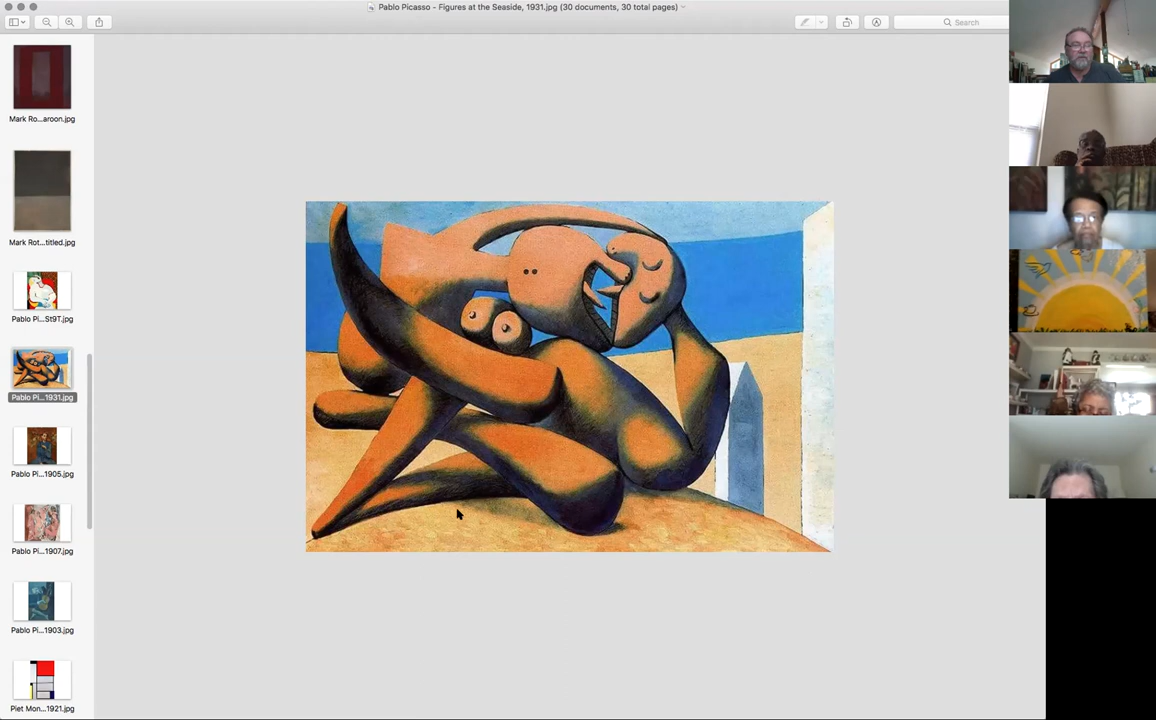 Pablo Picasso - Figures at the Seaside, 1931.jpg (30 documents, 30 total pages)
Search
Mark Ro...aroon.jpg
Mark Rot...titled.jpg
Pablo Pi...St9T.jpg
Pablo Pi...1931.jpg
Pablo Pi...1905.jpg
Pablo Pi...1907.jpg
Pablo Pi...1903.jpg
Piet Mon...1921.jpg